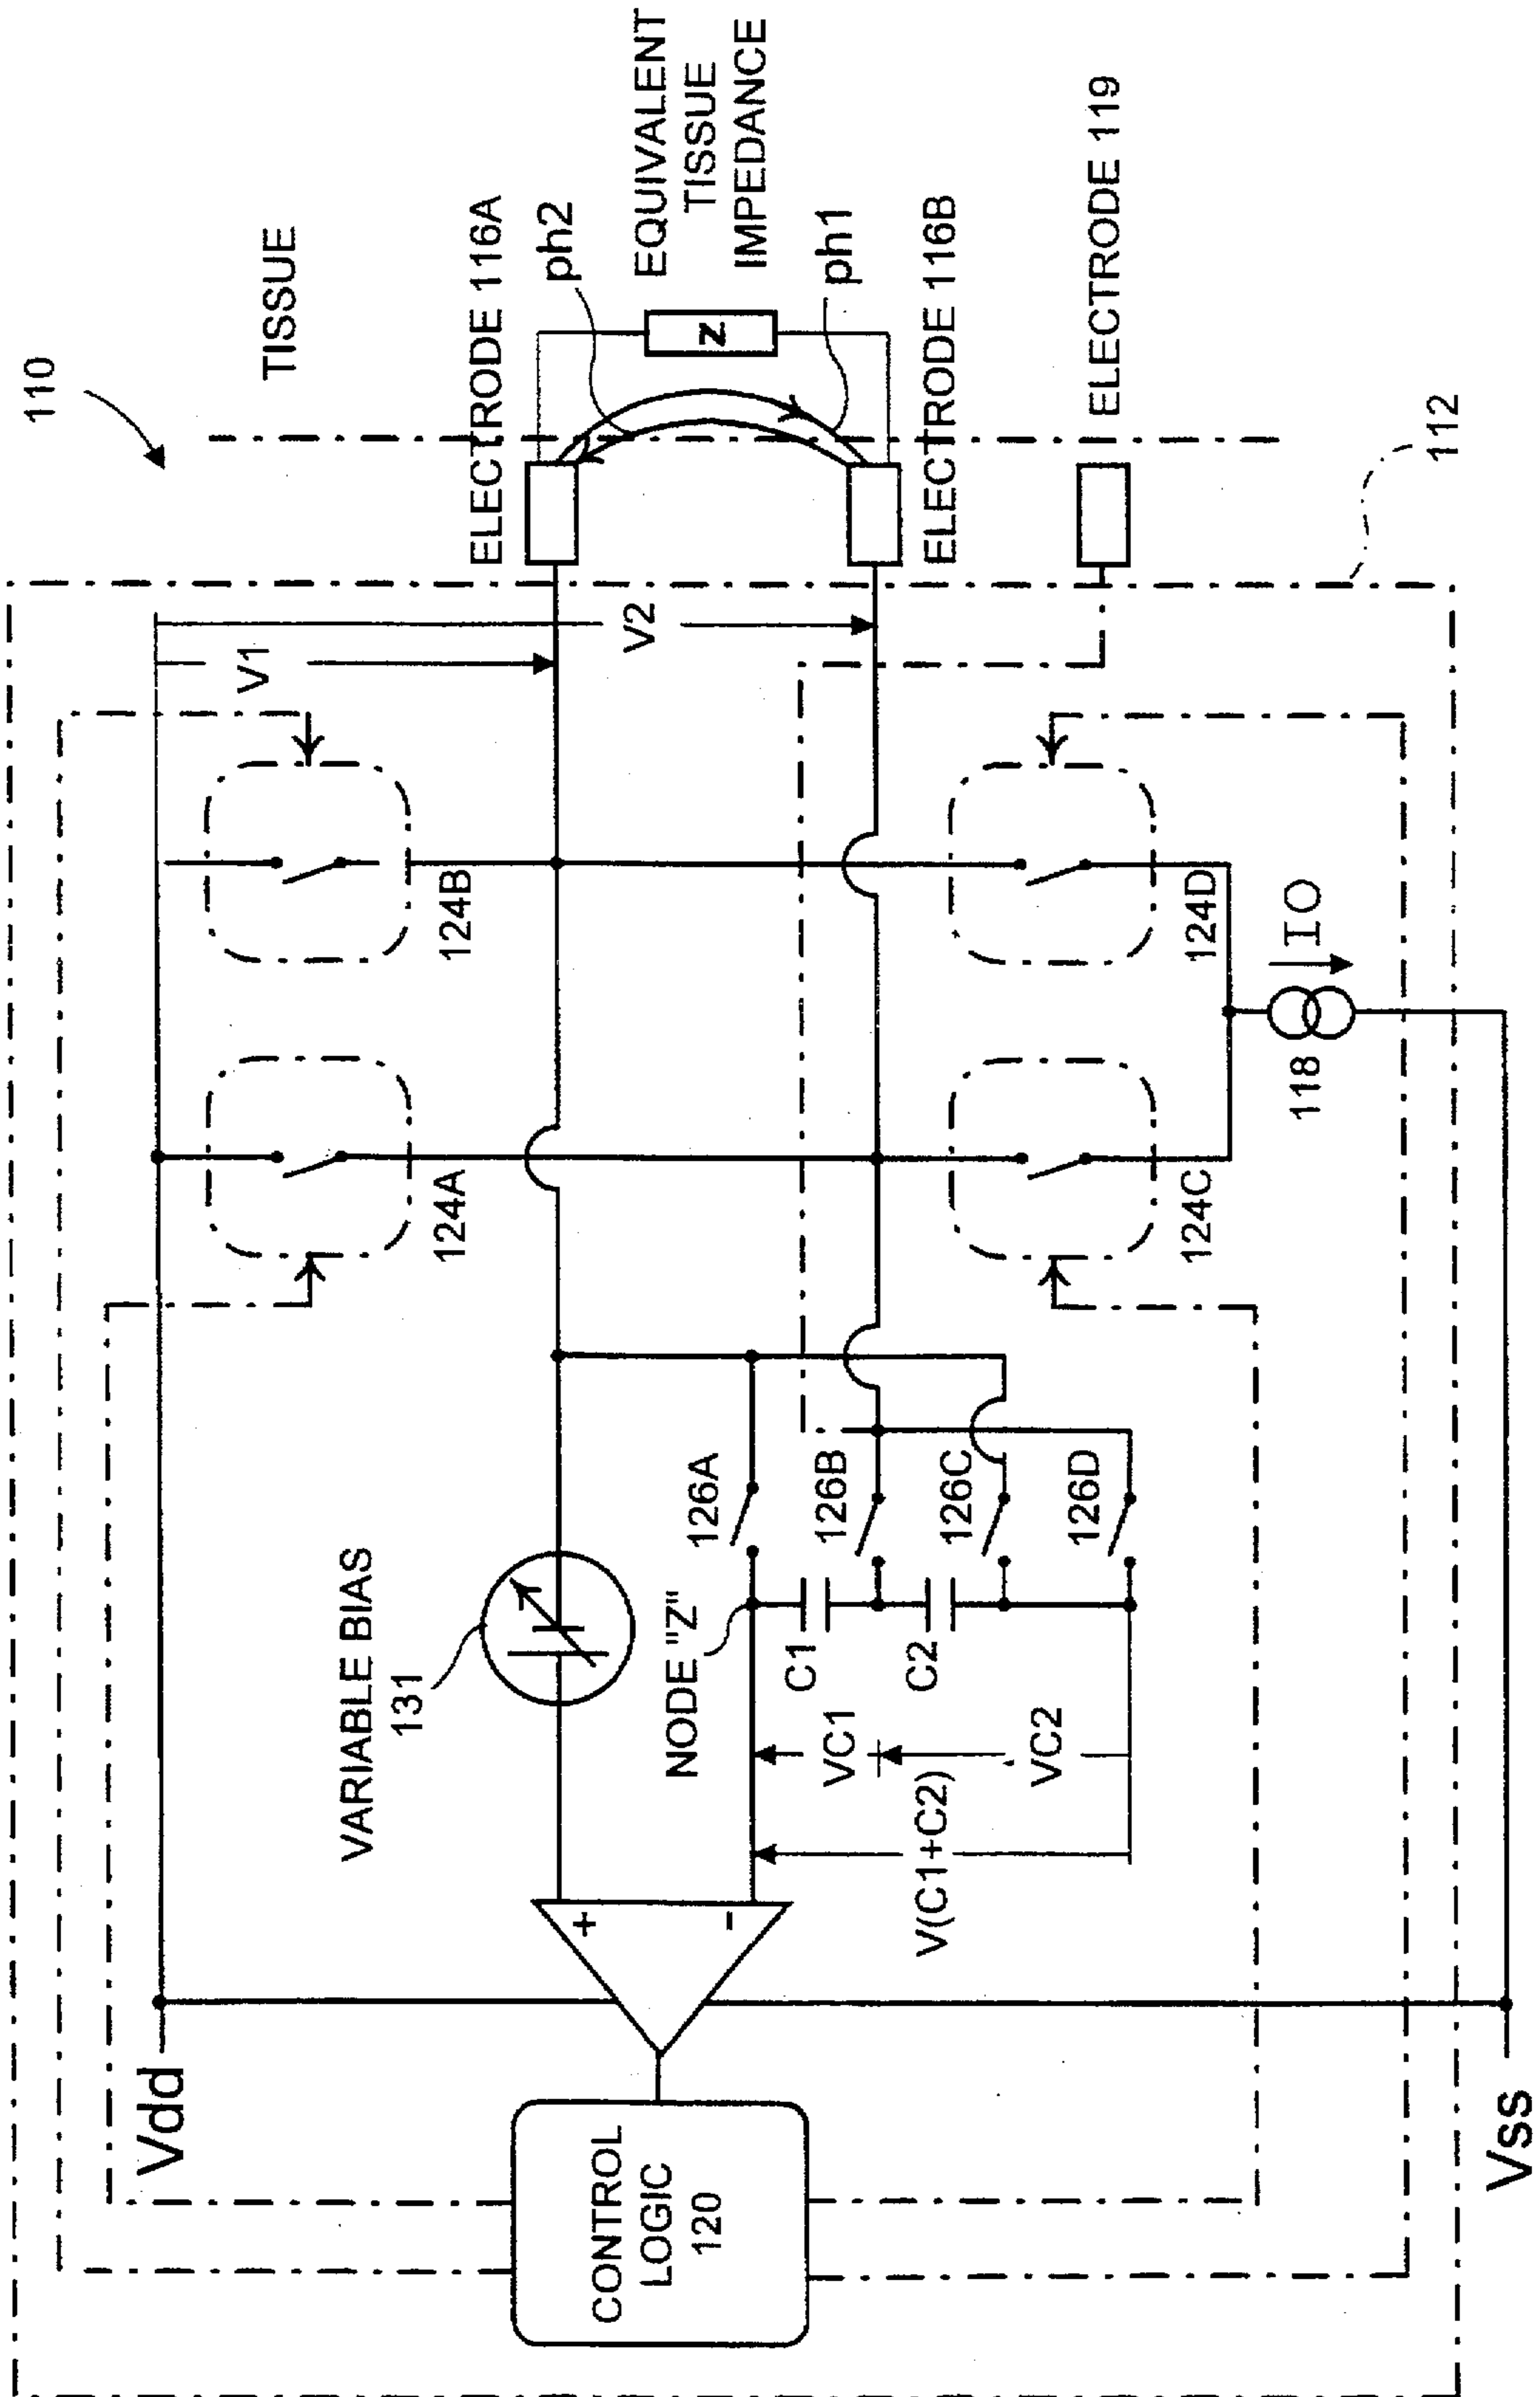 110
TISSUE
Vdd
V1
V2
124A
124B
VARIABLE BIAS
131
ELECTRODE 116A
ph2
EQUIVALENT
TISSUE
IMPEDANCE
Z
ph1
ELECTRODE 116B
CONTROL
LOGIC
120
+
-
NODE "Z"
126A
C1
126B
C2
126C
126D
VC1
VC2
V(C1+C2)
124C
124D
118
IO
ELECTRODE 119
112
Vss